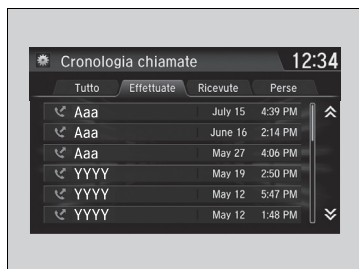 Cronologia chiamate 12:34
Tutto Effettuate Ricevute Perse
Aaa July 15 4:39 PM
Aaa June 16 2:14 PM
Aaa May 27 4:06 PM
YYYY May 19 2:50 PM
YYYY May 12 5:47 PM
YYYY May 12 1:48 PM